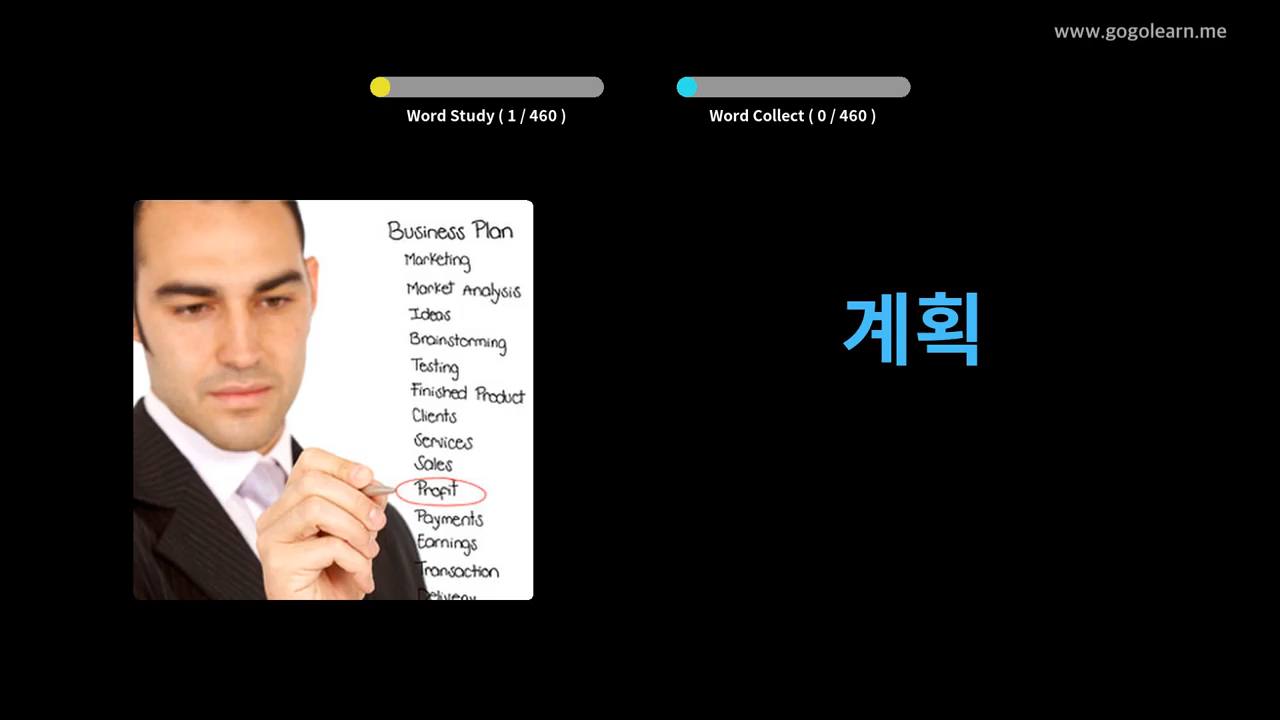 www.gogolearn.me
Word Study ( 1 / 460 )
Word Collect ( 0 / 460 )
Business Plan
Marketing
Market Analysis
Ideas
Brainstorming
Testing
Finished Product
Clients
Services
Sales
Profit
Payments
Earnings
Transaction
Delivery
계획